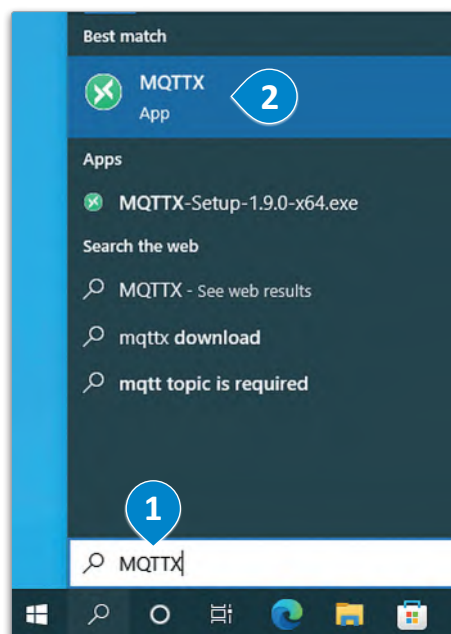 Best match
MQTTX
App
2
Apps
MQTTX-Setup-1.9.0-x64.exe
Search the web
MQTTX - See web results
mqttx download
mqtt topic is required
1
MQTTX